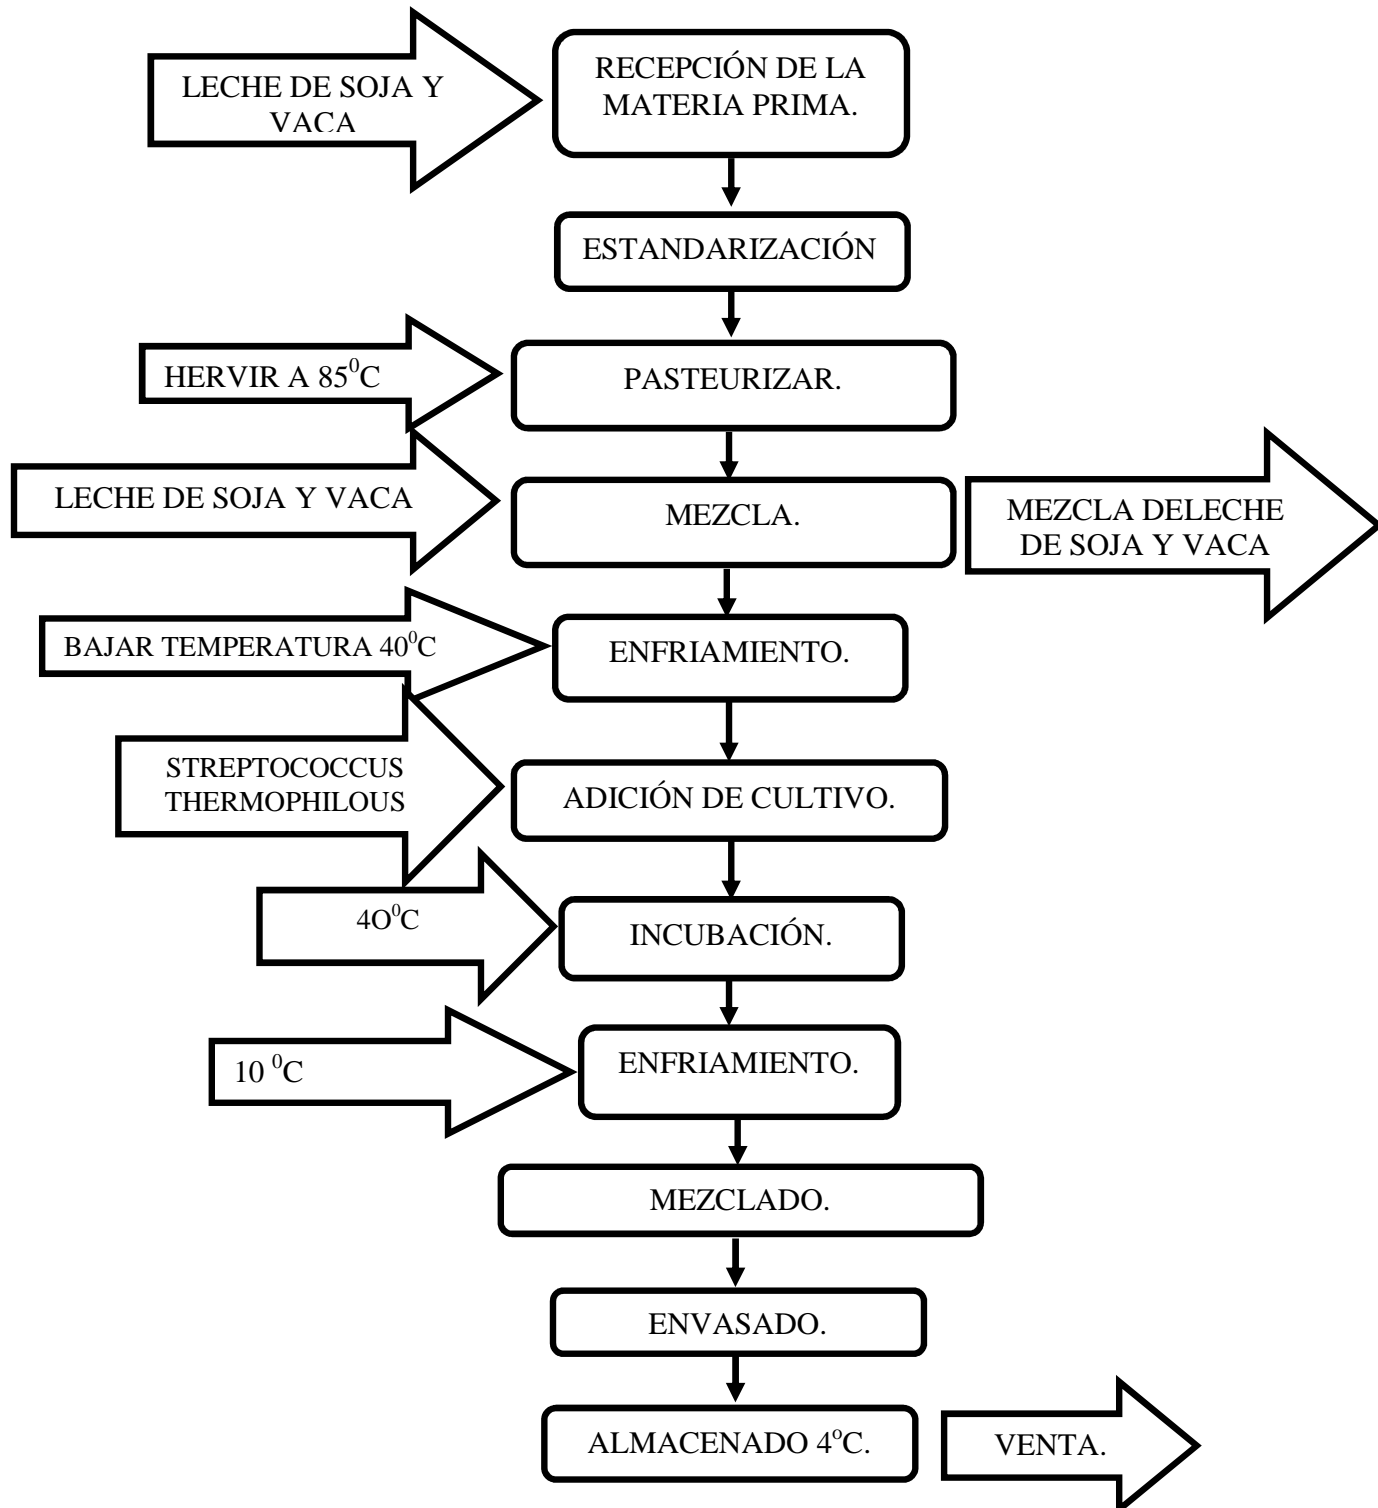 LECHE DE SOJA Y
VACA
RECEPCIÓN DE LA
MATERIA PRIMA.
ESTANDARIZACIÓN
HERVIR A 85⁰C
PASTEURIZAR.
LECHE DE SOJA Y VACA
MEZCLA.
MEZCLA DELECHE
DE SOJA Y VACA
BAJAR TEMPERATURA 40⁰C
ENFRIAMIENTO.
STREPTOCOCCUS
THERMOPHILOUS
ADICIÓN DE CULTIVO.
4O⁰C
INCUBACIÓN.
10 ⁰C
ENFRIAMIENTO.
MEZCLADO.
ENVASADO.
ALMACENADO 4°C.
VENTA.